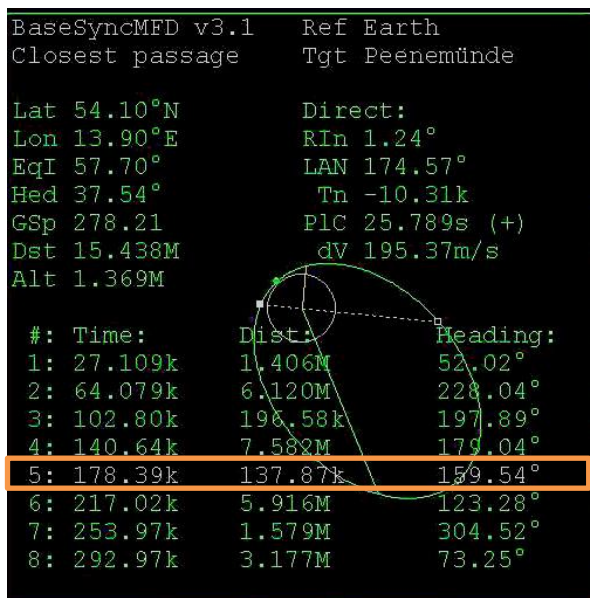 BaseSyncMFD v3.1 Ref Earth
Closest passage Tgt Peenemünde
Lat 54.10°N Direct:
Lon 13.90°E RIn 1.24°
EqI 57.70° LAN 174.57°
Hed 37.54° Tn -10.31k
GSp 278.21 PlC 25.789s (+)
Dst 15.438M dV 195.37m/s
Alt 1.369M
#: Time: Dist: Heading:
1: 27.109k 1.406M 52.02°
2: 64.079k 6.120M 228.04°
3: 102.80k 196.58k 197.89°
4: 140.64k 7.582M 179.04°
5: 178.39k 137.87k 159.54°
6: 217.02k 5.916M 123.28°
7: 253.97k 1.579M 304.52°
8: 292.97k 3.177M 73.25°